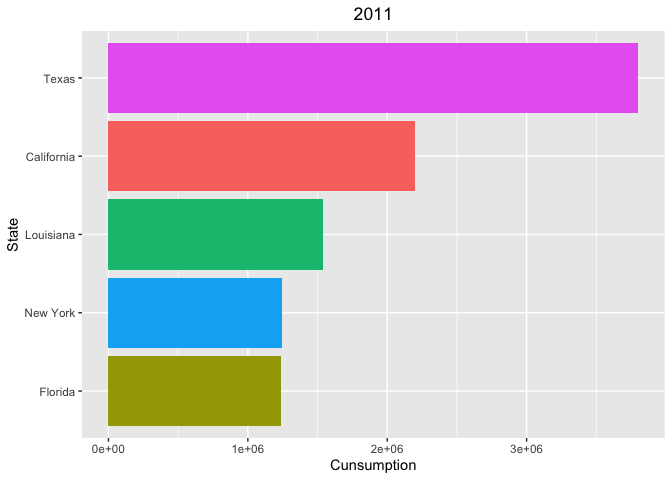 2011
State
Texas
California
Louisiana
New York
Florida
0e+00 1e+06 2e+06 3e+06
Cunsumption